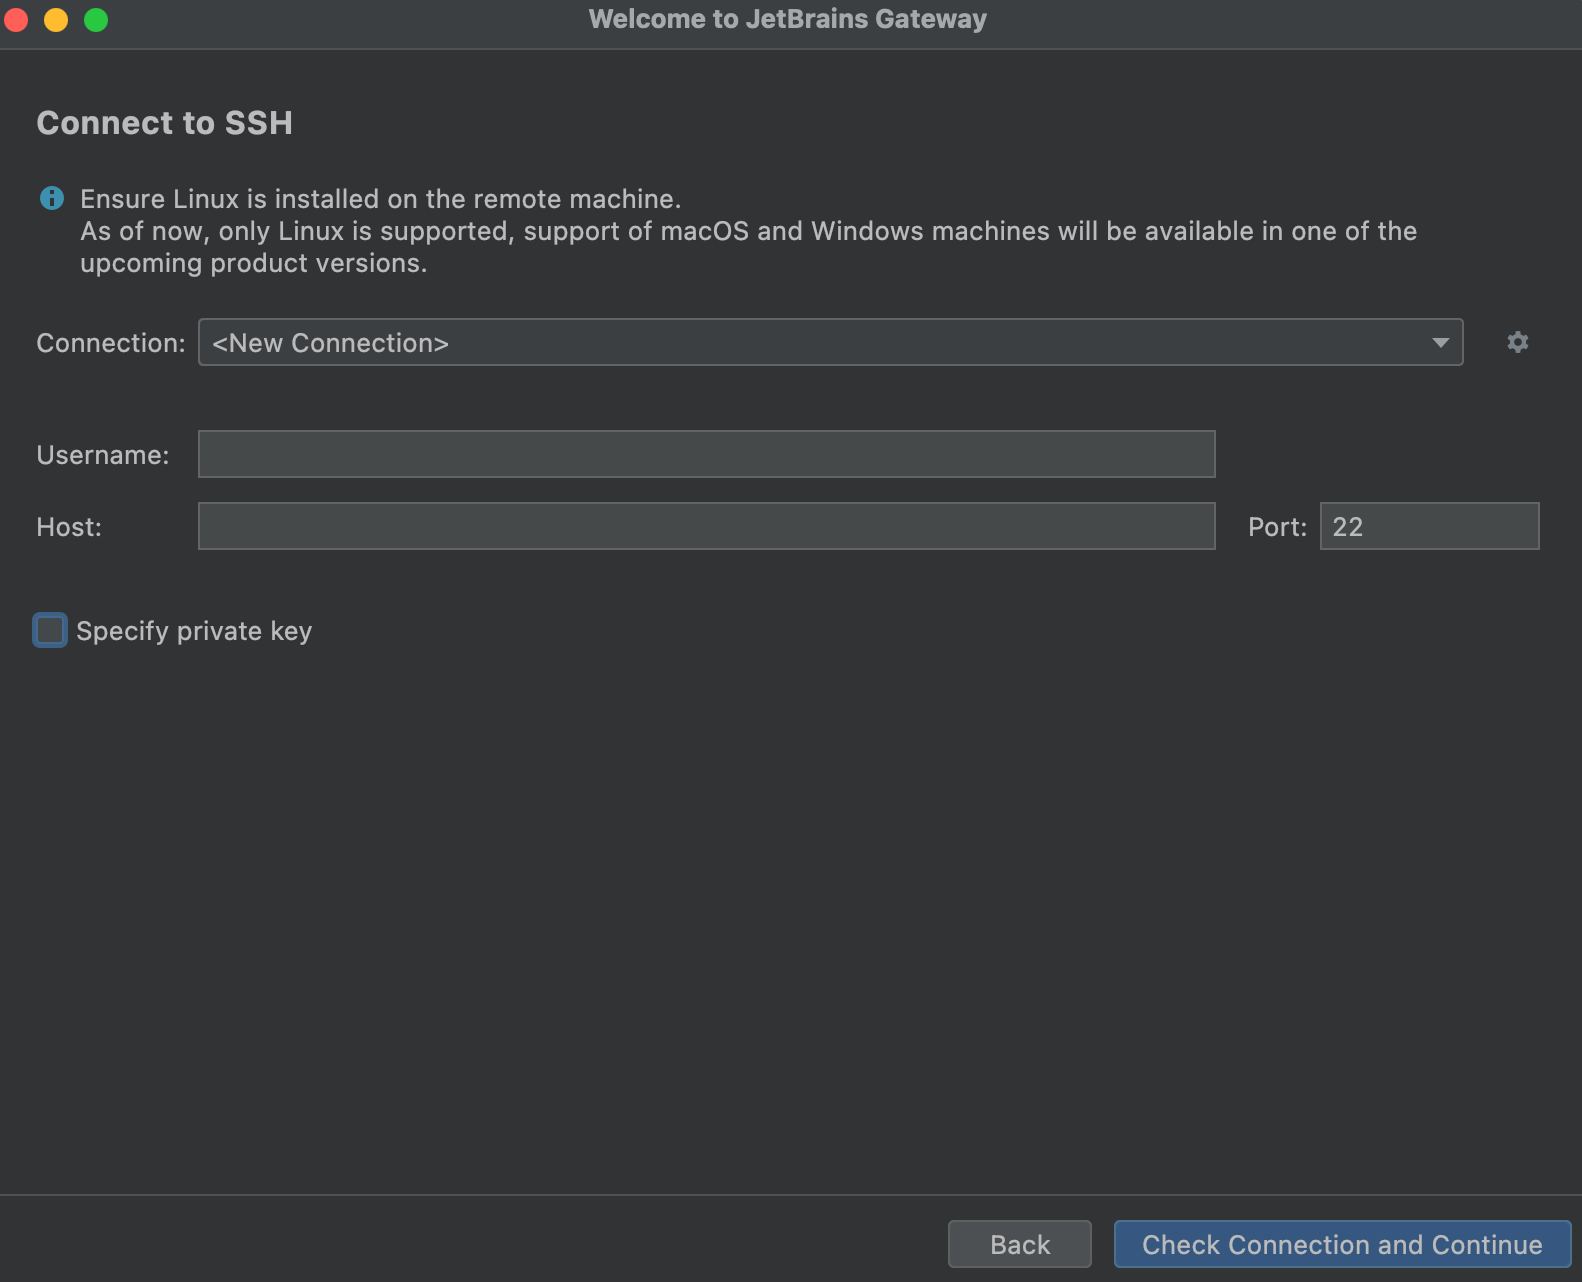 Welcome to JetBrains Gateway
Connect to SSH
Ensure Linux is installed on the remote machine.
As of now, only Linux is supported, support of macOS and Windows machines will be available in one of the
upcoming product versions.
Connection: <New Connection>
Username:
Host: Port: 22
Specify private key
Back Check Connection and Continue